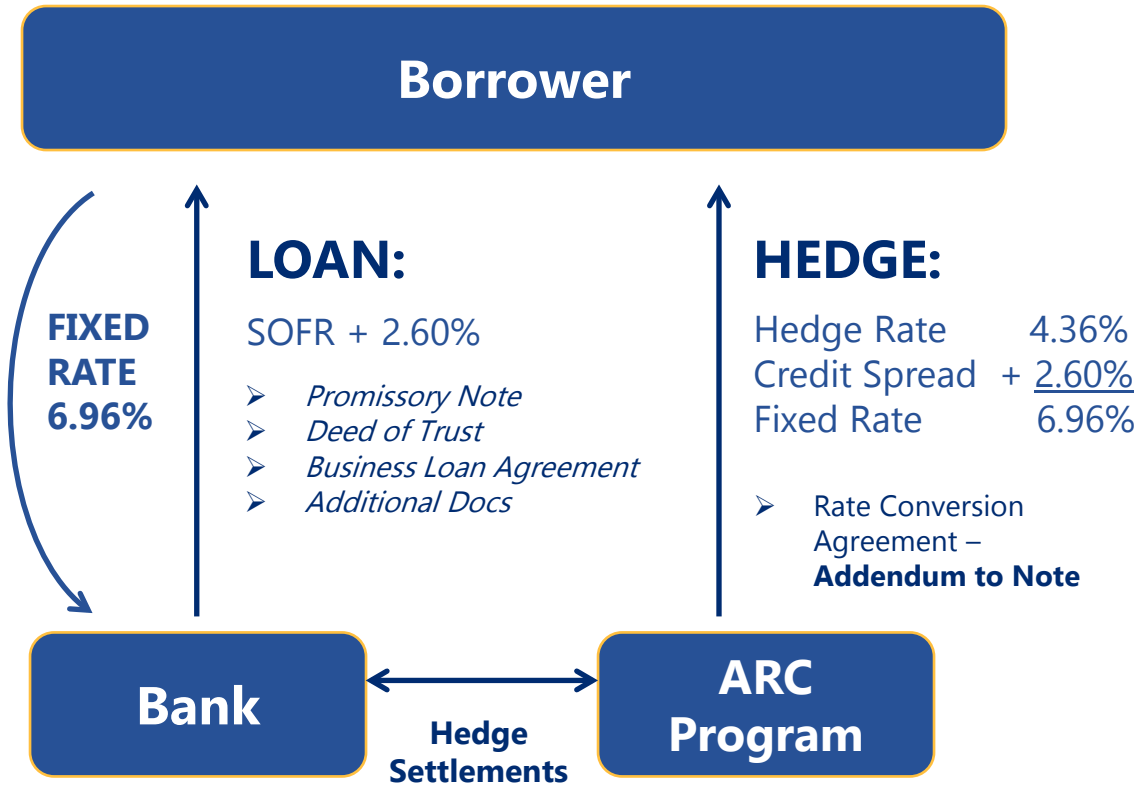 Borrower
FIXED
RATE
6.96%
LOAN:
SOFR + 2.60%
➢ Promissory Note
➢ Deed of Trust
➢ Business Loan Agreement
➢ Additional Docs
HEDGE:
Hedge Rate 4.36%
Credit Spread + 2.60%
Fixed Rate 6.96%
➢ Rate Conversion
Agreement –
Addendum to Note
Bank
Hedge
Settlements
ARC
Program